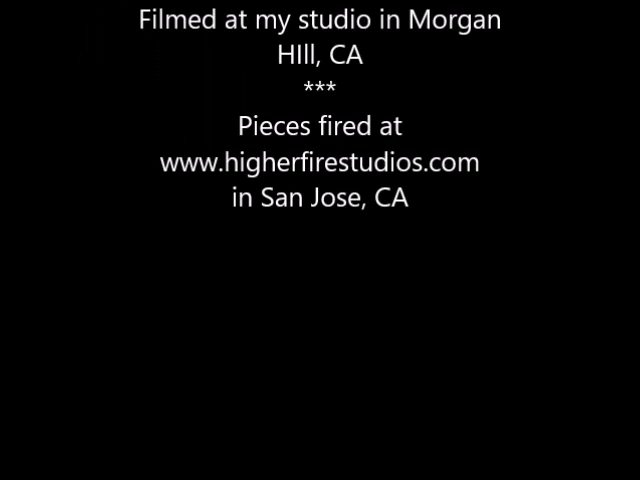 Filmed at my studio in Morgan
HIll, CA
***
Pieces fired at
www.higherfirestudios.com
in San Jose, CA